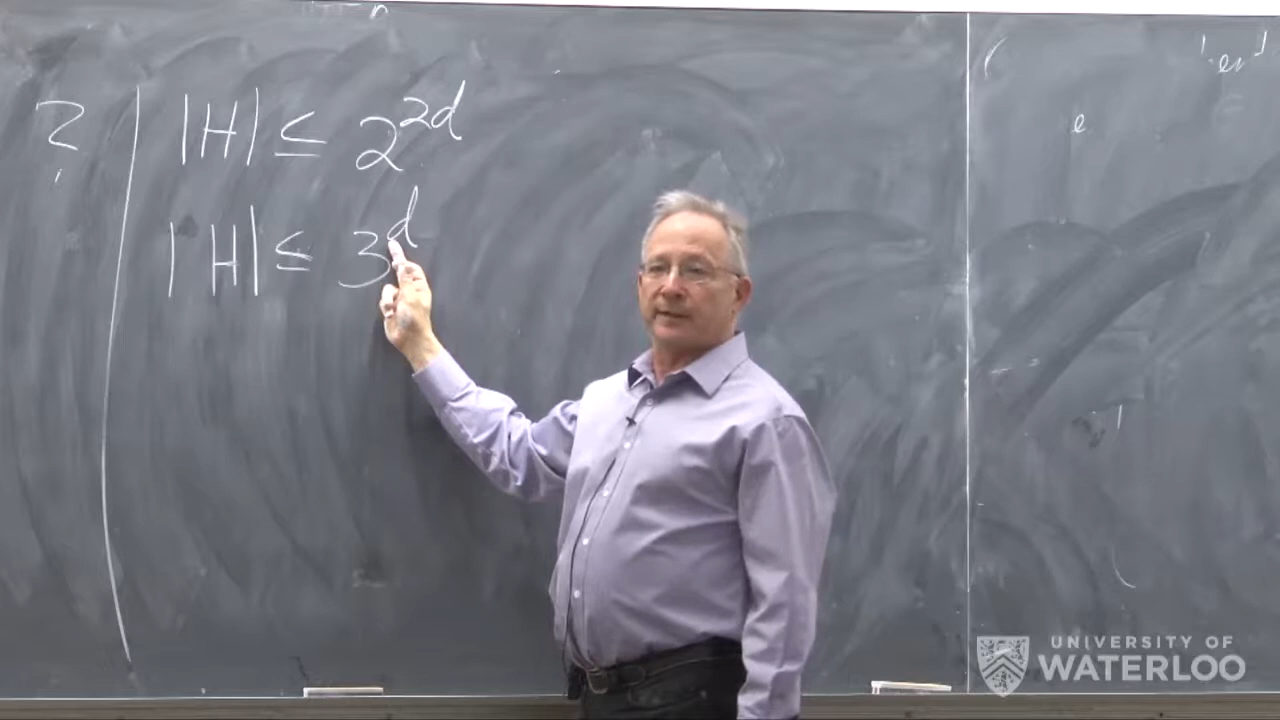 ?
|H| ≤ 2^{2d}
|H| ≤ 3^d
e
UNIVERSITY OF
WATERLOO